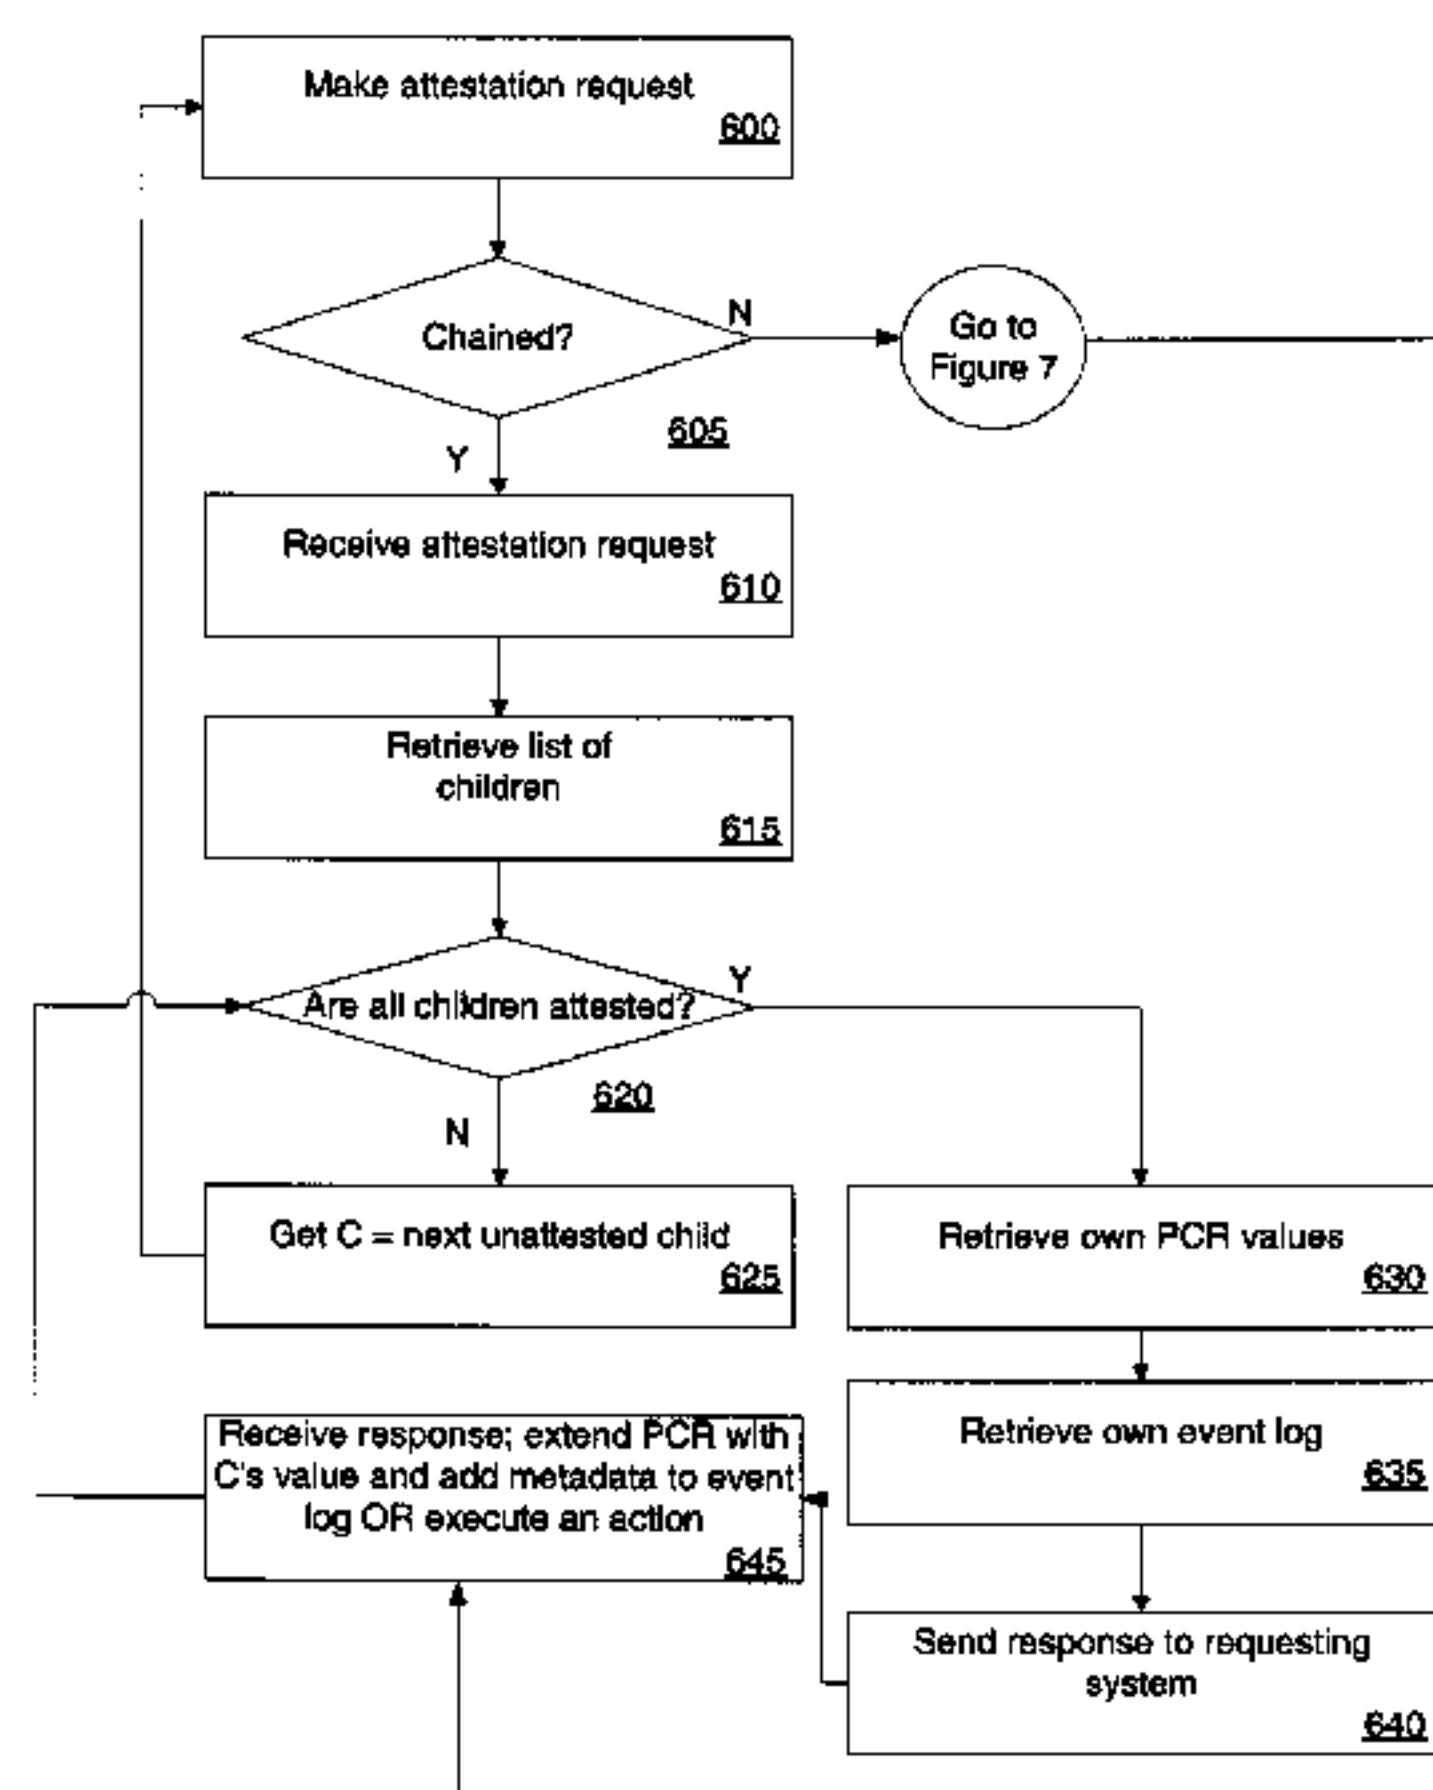 Make attestation request
600
Chained?
N
Go to
Figure 7
605
Y
Receive attestation request
610
Retrieve list of
children
615
Are all children attested?
Y
620
N
Get C = next unattested child
625
Retrieve own PCR values
630
Retrieve own event log
635
Receive response; extend PCR with
C's value and add metadata to event
log OR execute an action
645
Send response to requesting
system
640